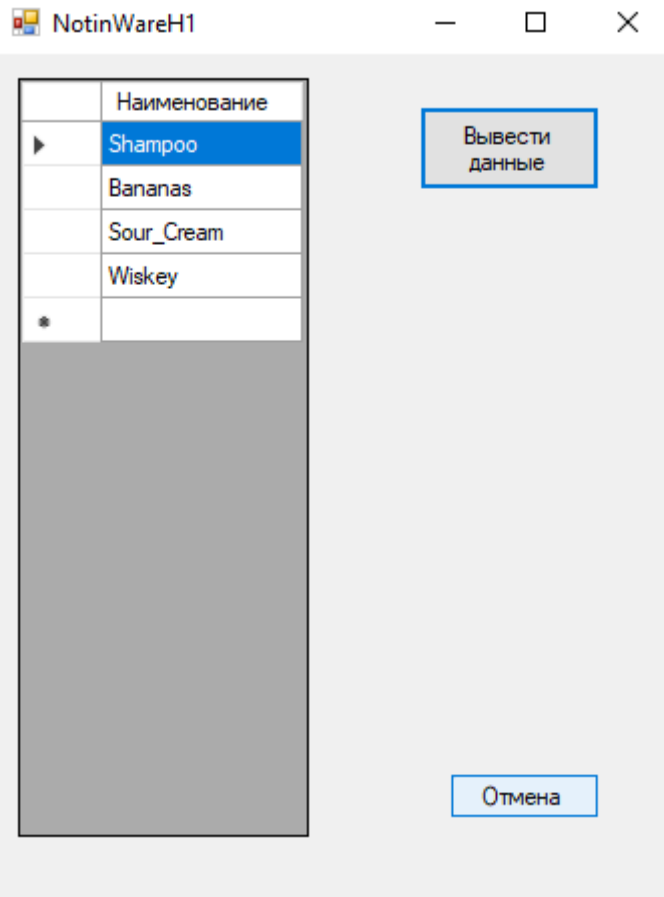 NotinWareH1
Наименование
Shampoo
Bananas
Sour_Cream
Wiskey
Вывести
данные
Отмена